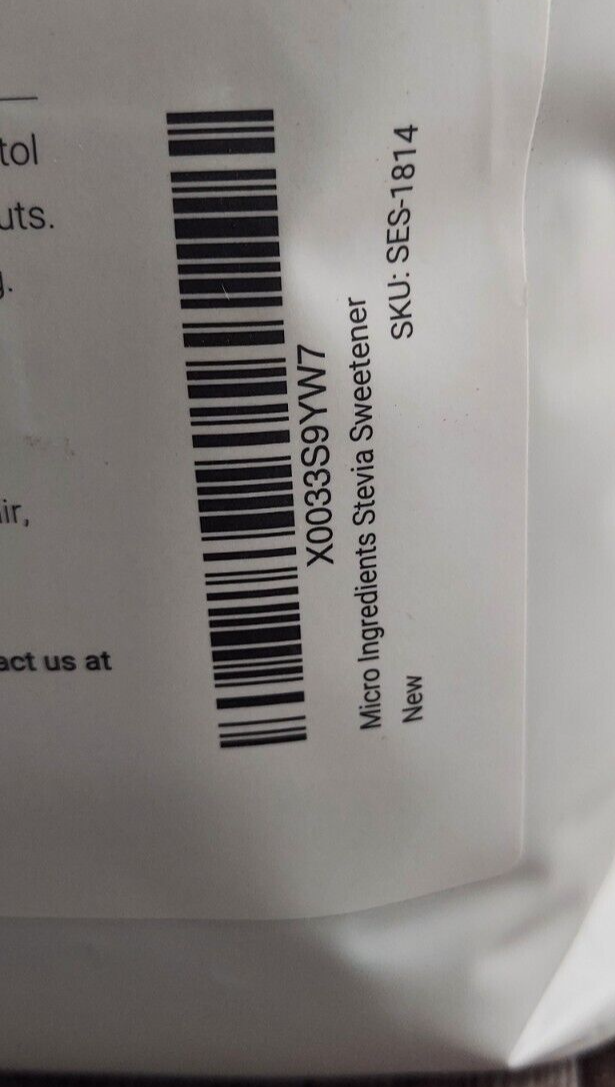 tol
uts.
g.
ir,
act us at
X0033S9YW7
Micro Ingredients Stevia Sweetener
New SKU: SES-1814